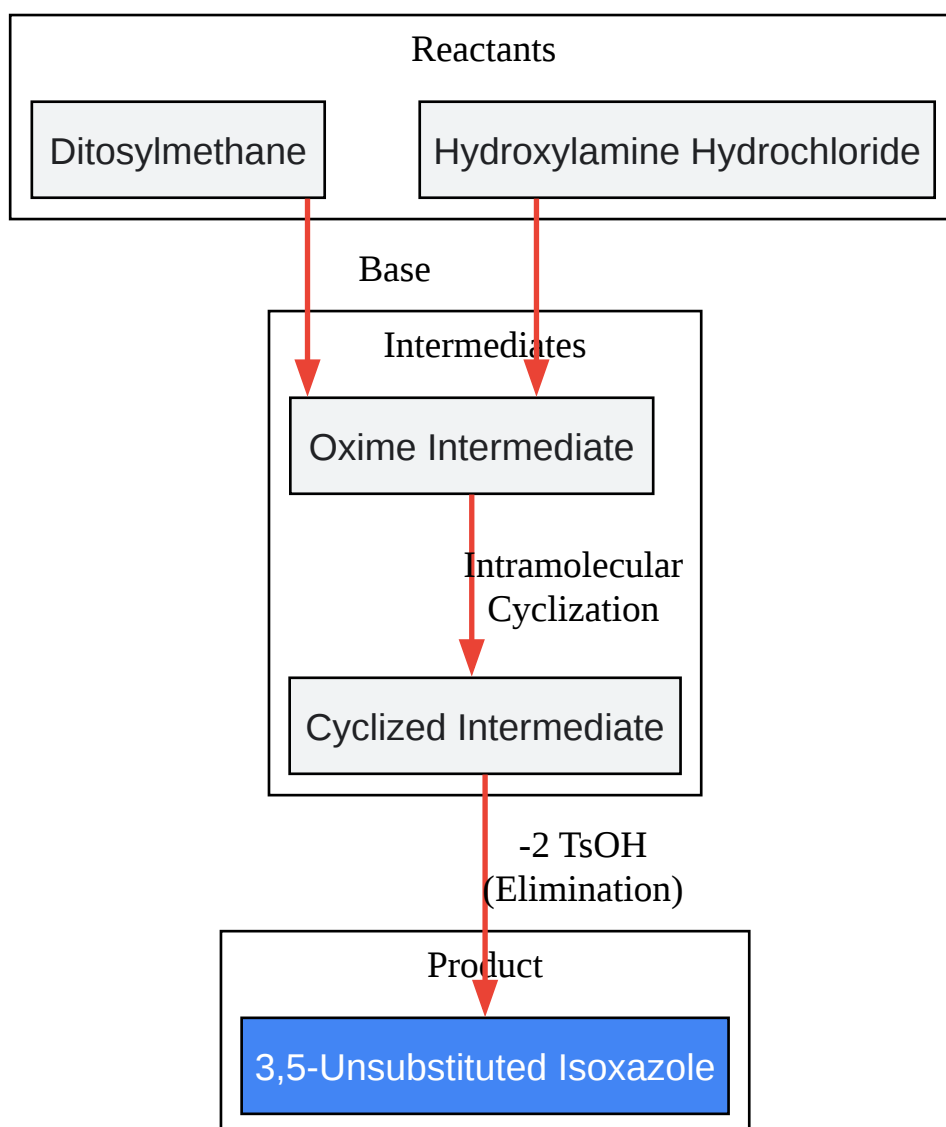 Reactants
Ditosylmethane
Hydroxylamine Hydrochloride
Base
Intermediates
Oxime Intermediate
Intramolecular
Cyclization
Cyclized Intermediate
-2 TsOH
(Elimination)
Product
3,5-Unsubstituted Isoxazole